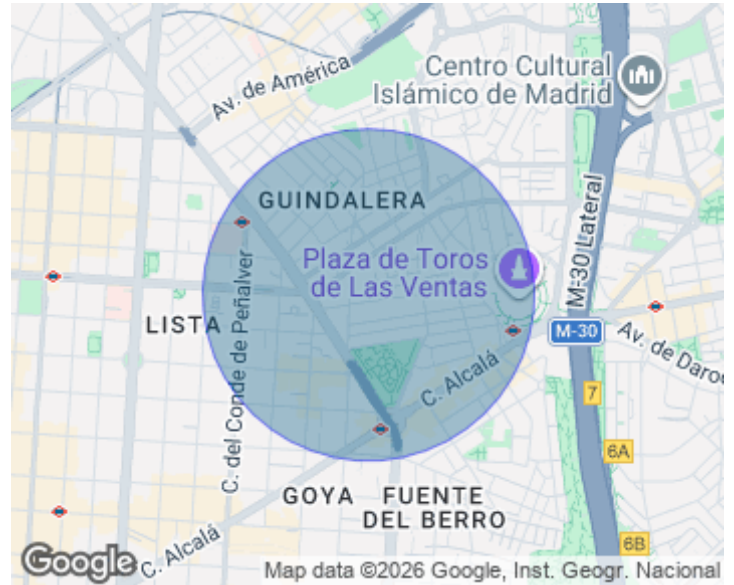 Av. de América
Centro Cultural
Islámico de Madrid
GUINDALERA
M-30 Lateral
Plaza de Toros
de Las Ventas
C. del Conde de Peñalver
LISTA
M-30
Av. de Daroc
C. Alcalá
7
6A
GOYA
FUENTE
DEL BERRO
6B
C. Alcalá
Google
Map data ©2026 Google, Inst. Geogr. Nacional